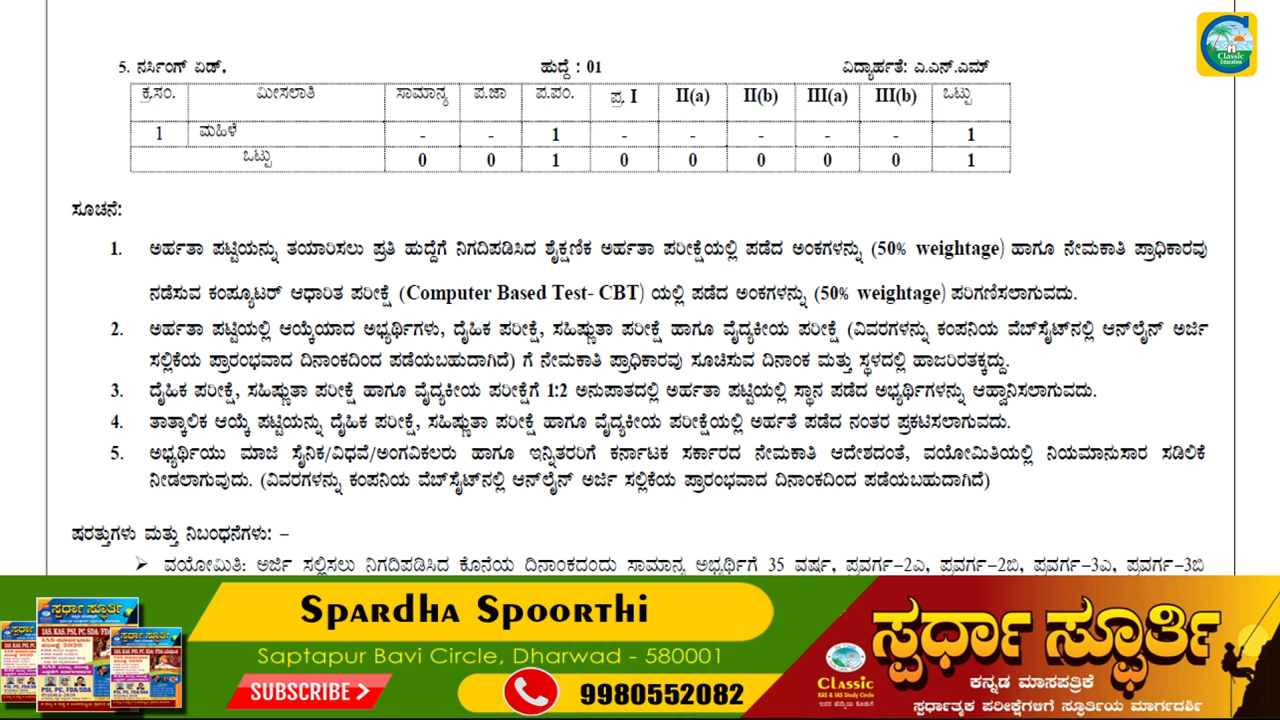 Classic
Education
5. ನರ್ಸಿಂಗ್ ಏಡ್. ಹುದ್ದೆ : 01 ವಿದ್ಯಾರ್ಹತೆ: ಎ.ಎನ್.ಎಮ್
ಕ್ರ.ಸಂ. ಮೀಸಲಾತಿ ಸಾಮಾನ್ಯ ಪ.ಜಾ ಪ.ಪಂ. ಪ್ರ. I II(a) II(b) III(a) III(b) ಒಟ್ಟು
1 ಮಹಿಳೆ - - 1 - - - - - 1
ಒಟ್ಟು 0 0 1 0 0 0 0 0 1
ಸೂಚನೆ:
1. ಅರ್ಹತಾ ಪಟ್ಟಿಯನ್ನು ತಯಾರಿಸಲು ಪ್ರತಿ ಹುದ್ದೆಗೆ ನಿಗದಿಪಡಿಸಿದ ಶೈಕ್ಷಣಿಕ ಅರ್ಹತಾ ಪರೀಕ್ಷೆಯಲ್ಲಿ ಪಡೆದ ಅಂಕಗಳನ್ನು (50% weightage) ಹಾಗೂ ನೇಮಕಾತಿ ಪ್ರಾಧಿಕಾರವು
ನಡೆಸುವ ಕಂಪ್ಯೂಟರ್ ಆಧಾರಿತ ಪರೀಕ್ಷೆ (Computer Based Test- CBT) ಯಲ್ಲಿ ಪಡೆದ ಅಂಕಗಳನ್ನು (50% weightage) ಪರಿಗಣಿಸಲಾಗುವದು.
2. ಅರ್ಹತಾ ಪಟ್ಟಿಯಲ್ಲಿ ಆಯ್ಕೆಯಾದ ಅಭ್ಯರ್ಥಿಗಳು, ದೈಹಿಕ ಪರೀಕ್ಷೆ, ಸಹಿಷ್ಣುತಾ ಪರೀಕ್ಷೆ ಹಾಗೂ ವೈದ್ಯಕೀಯ ಪರೀಕ್ಷೆ (ವಿವರಗಳನ್ನು ಕಂಪನಿಯ ವೆಬ್‌ಸೈಟ್‌ನಲ್ಲಿ ಆನ್‌ಲೈನ್ ಅರ್ಜಿ
ಸಲ್ಲಿಕೆಯ ಪ್ರಾರಂಭವಾದ ದಿನಾಂಕದಿಂದ ಪಡೆಯಬಹುದಾಗಿದೆ) ಗೆ ನೇಮಕಾತಿ ಪ್ರಾಧಿಕಾರವು ಸೂಚಿಸುವ ದಿನಾಂಕ ಮತ್ತು ಸ್ಥಳದಲ್ಲಿ ಹಾಜರಿರತಕ್ಕದ್ದು.
3. ದೈಹಿಕ ಪರೀಕ್ಷೆ, ಸಹಿಷ್ಣುತಾ ಪರೀಕ್ಷೆ ಹಾಗೂ ವೈದ್ಯಕೀಯ ಪರೀಕ್ಷೆಗೆ 1:2 ಅನುಪಾತದಲ್ಲಿ ಅರ್ಹತಾ ಪಟ್ಟಿಯಲ್ಲಿ ಸ್ಥಾನ ಪಡೆದ ಅಭ್ಯರ್ಥಿಗಳನ್ನು ಆಹ್ವಾನಿಸಲಾಗುವದು.
4. ತಾತ್ಕಾಲಿಕ ಆಯ್ಕೆ ಪಟ್ಟಿಯನ್ನು ದೈಹಿಕ ಪರೀಕ್ಷೆ, ಸಹಿಷ್ಣುತಾ ಪರೀಕ್ಷೆ ಹಾಗೂ ವೈದ್ಯಕೀಯ ಪರೀಕ್ಷೆಯಲ್ಲಿ ಅರ್ಹತೆ ಪಡೆದ ನಂತರ ಪ್ರಕಟಿಸಲಾಗುವದು.
5. ಅಭ್ಯರ್ಥಿಯು ಮಾಜಿ ಸೈನಿಕ/ವಿಧವೆ/ಅಂಗವಿಕಲರು ಹಾಗೂ ಇನ್ನಿತರರಿಗೆ ಕರ್ನಾಟಕ ಸರ್ಕಾರದ ನೇಮಕಾತಿ ಆದೇಶದಂತೆ, ವಯೋಮಿತಿಯಲ್ಲಿ ನಿಯಮಾನುಸಾರ ಸಡಿಲಿಕೆ
ನೀಡಲಾಗುವುದು. (ವಿವರಗಳನ್ನು ಕಂಪನಿಯ ವೆಬ್‌ಸೈಟ್‌ನಲ್ಲಿ ಆನ್‌ಲೈನ್ ಅರ್ಜಿ ಸಲ್ಲಿಕೆಯ ಪ್ರಾರಂಭವಾದ ದಿನಾಂಕದಿಂದ ಪಡೆಯಬಹುದಾಗಿದೆ)
ಷರತ್ತುಗಳು ಮತ್ತು ನಿಬಂಧನೆಗಳು: –
➢ ವಯೋಮಿತಿ: ಅರ್ಜಿ ಸಲ್ಲಿಸಲು ನಿಗದಿಪಡಿಸಿದ ಕೊನೆಯ ದಿನಾಂಕದಂದು ಸಾಮಾನ್ಯ ಅಭ್ಯರ್ಥಿಗೆ 35 ವರ್ಷ, ಪ್ರವರ್ಗ–2ಎ, ಪ್ರವರ್ಗ–2ಬಿ, ಪ್ರವರ್ಗ–3ಎ, ಪ್ರವರ್ಗ–3ಬಿ
Spardha Spoorthi
Saptapur Bavi Circle, Dharwad - 580001
SUBSCRIBE >
9980552082
ಸ್ಪರ್ಧಾ ಸ್ಫೂರ್ತಿ
Classic
KAS & IAS Study Circle
ಕನ್ನಡ ಮಾಸಪತ್ರಿಕೆ
ಸ್ಪರ್ಧಾತ್ಮಕ ಪರೀಕ್ಷೆಗಳಿಗೆ ಸ್ಫೂರ್ತಿಯ ಮಾರ್ಗದರ್ಶಿ
ಸ್ಪರ್ಧಾ ಸ್ಫೂರ್ತಿ